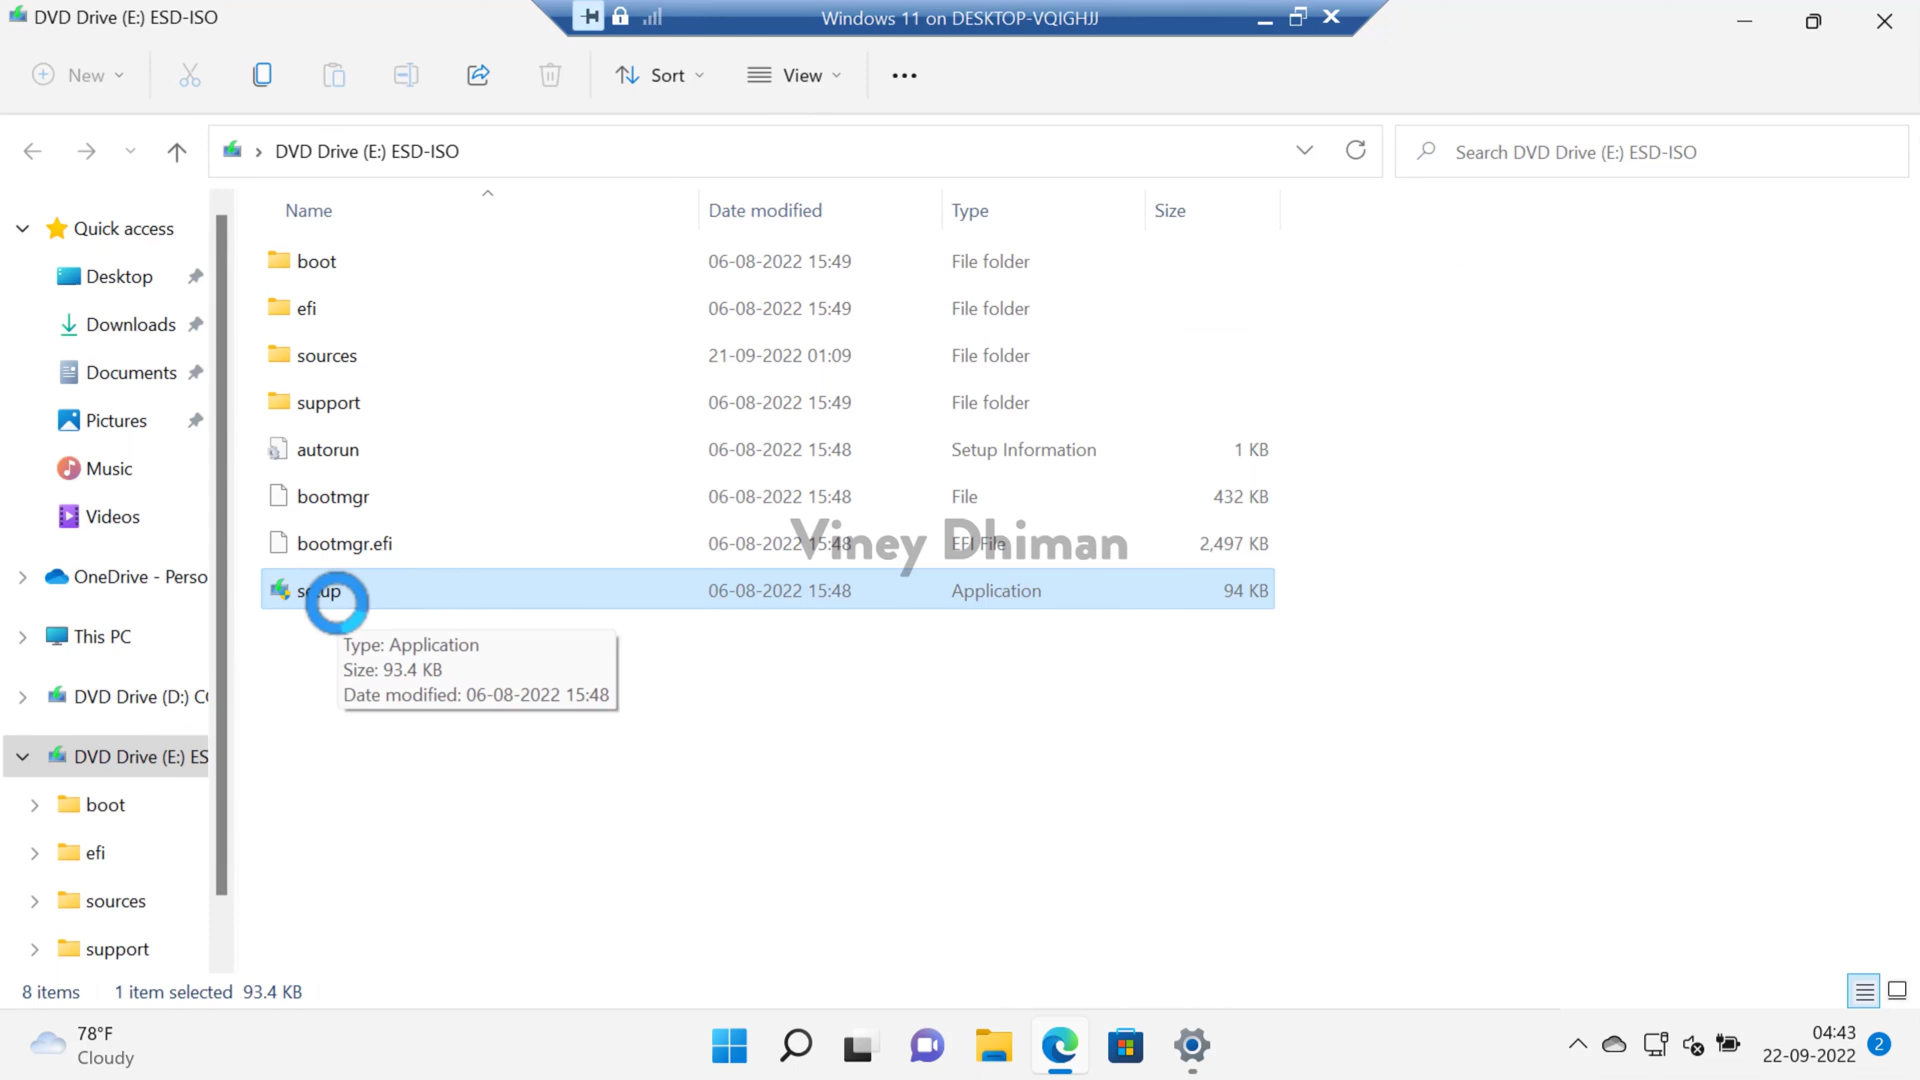 DVD Drive (E:) ESD-ISO
Windows 11 on DESKTOP-VQIGHJJ
New
Sort
View
DVD Drive (E:) ESD-ISO
Search DVD Drive (E:) ESD-ISO
Name Date modified Type Size
Quick access
Desktop
Downloads
Documents
Pictures
Music
Videos
OneDrive - Perso
This PC
DVD Drive (D:) C
DVD Drive (E:) ES
boot
efi
sources
support
boot 06-08-2022 15:49 File folder
efi 06-08-2022 15:49 File folder
sources 21-09-2022 01:09 File folder
support 06-08-2022 15:49 File folder
autorun 06-08-2022 15:48 Setup Information 1 KB
bootmgr 06-08-2022 15:48 File 432 KB
bootmgr.efi 06-08-2022 15:48 EFI File 2,497 KB
Viney Dhiman
setup 06-08-2022 15:48 Application 94 KB
Type: Application
Size: 93.4 KB
Date modified: 06-08-2022 15:48
8 items 1 item selected 93.4 KB
78°F
Cloudy
04:43
22-09-2022
2